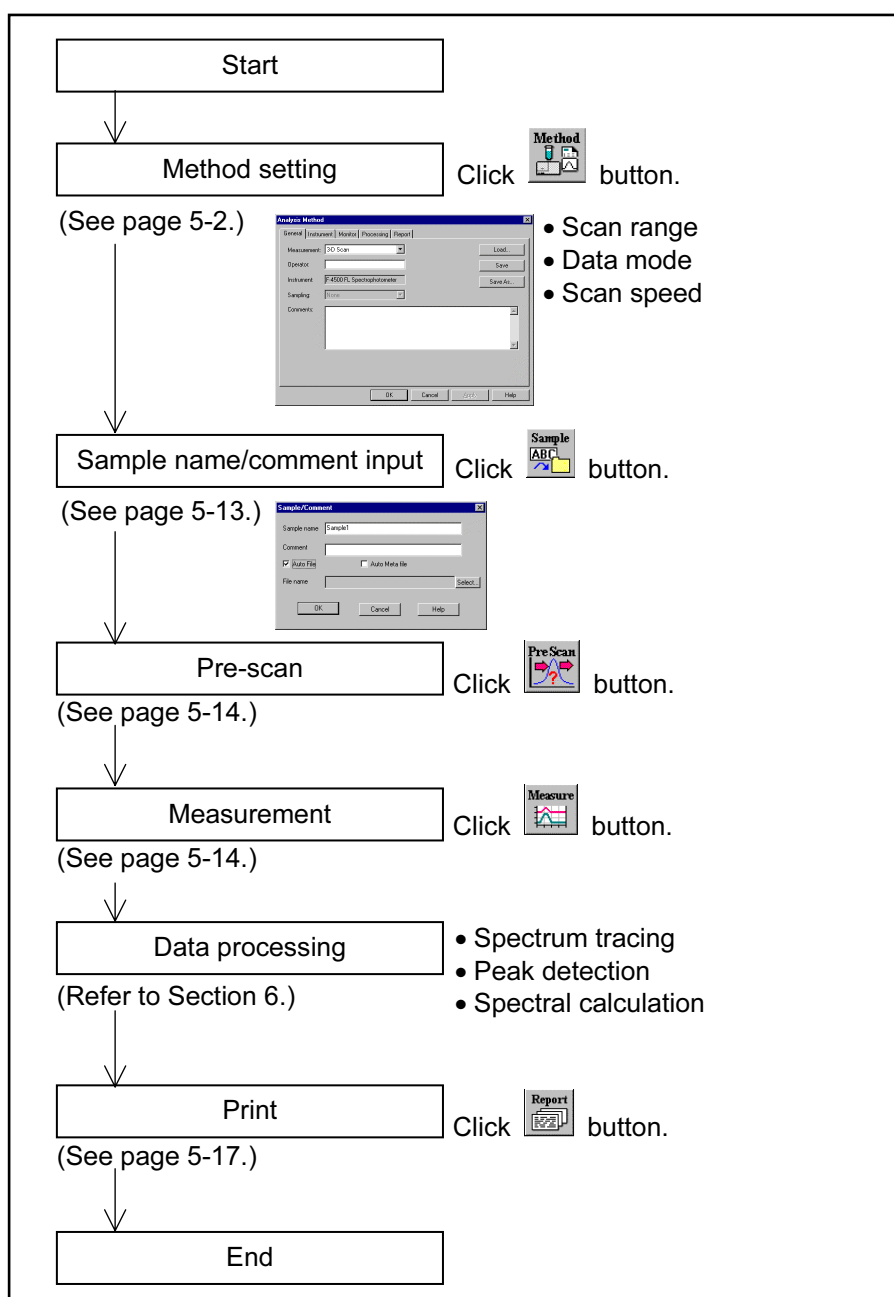 Start
Method setting
Click Method button.
(See page 5-2.)
Analysis Method
General Instrument Monitor Processing Report
Measurement: 3-D Scan Load...
Operator: Save
Instrument: F-4500 FL Spectrophotometer Save As...
Sampling: None
Comments:
OK Cancel Apply Help
• Scan range
• Data mode
• Scan speed
Sample name/comment input
Click Sample ABC button.
(See page 5-13.)
Sample/Comment
Sample name Sample1
Comment
Auto File Auto Meta file
File name Select...
OK Cancel Help
Pre-scan
Click Pre Scan ? button.
(See page 5-14.)
Measurement
Click Measure button.
(See page 5-14.)
Data processing
(Refer to Section 6.)
• Spectrum tracing
• Peak detection
• Spectral calculation
Print
Click Report button.
(See page 5-17.)
End